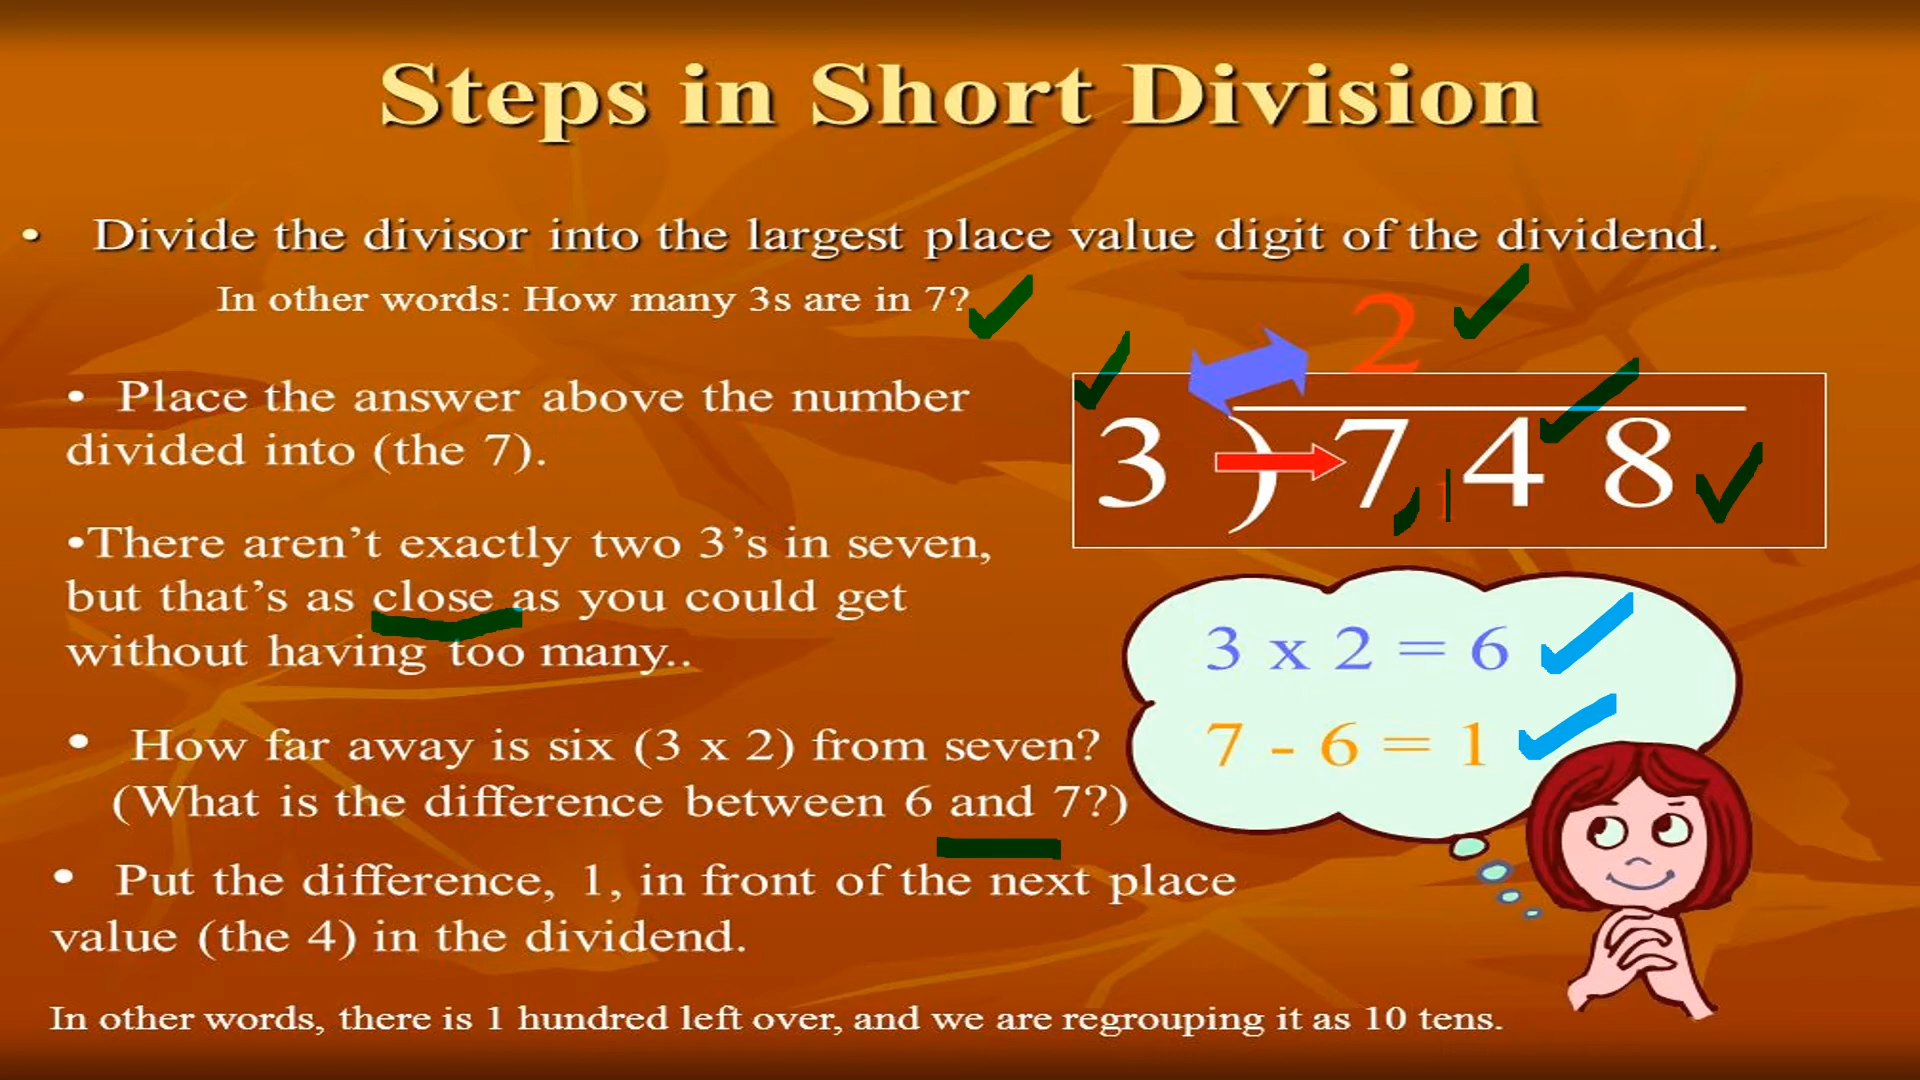 Steps in Short Division
• Divide the divisor into the largest place value digit of the dividend.
In other words: How many 3s are in 7?
2
3 ) 7, 1 4 8
• Place the answer above the number
divided into (the 7).
•There aren’t exactly two 3’s in seven,
but that’s as close as you could get
without having too many..
3 x 2 = 6
7 - 6 = 1
• How far away is six (3 x 2) from seven?
(What is the difference between 6 and 7?)
• Put the difference, 1, in front of the next place
value (the 4) in the dividend.
In other words, there is 1 hundred left over, and we are regrouping it as 10 tens.